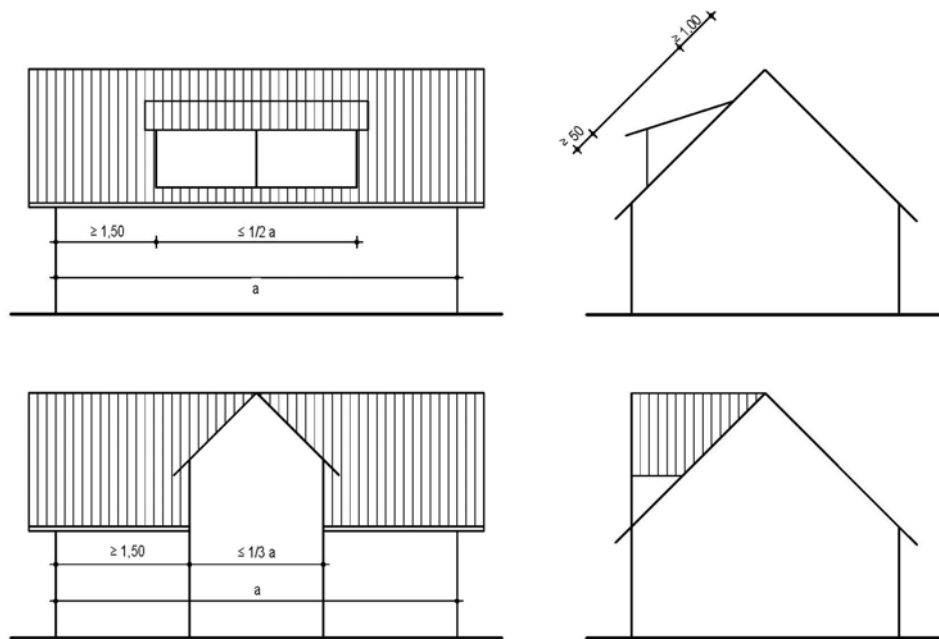 ≥ 1.00
≥ 50
≥ 1,50
≤ 1/2 a
a
≥ 1,50
≤ 1/3 a
a